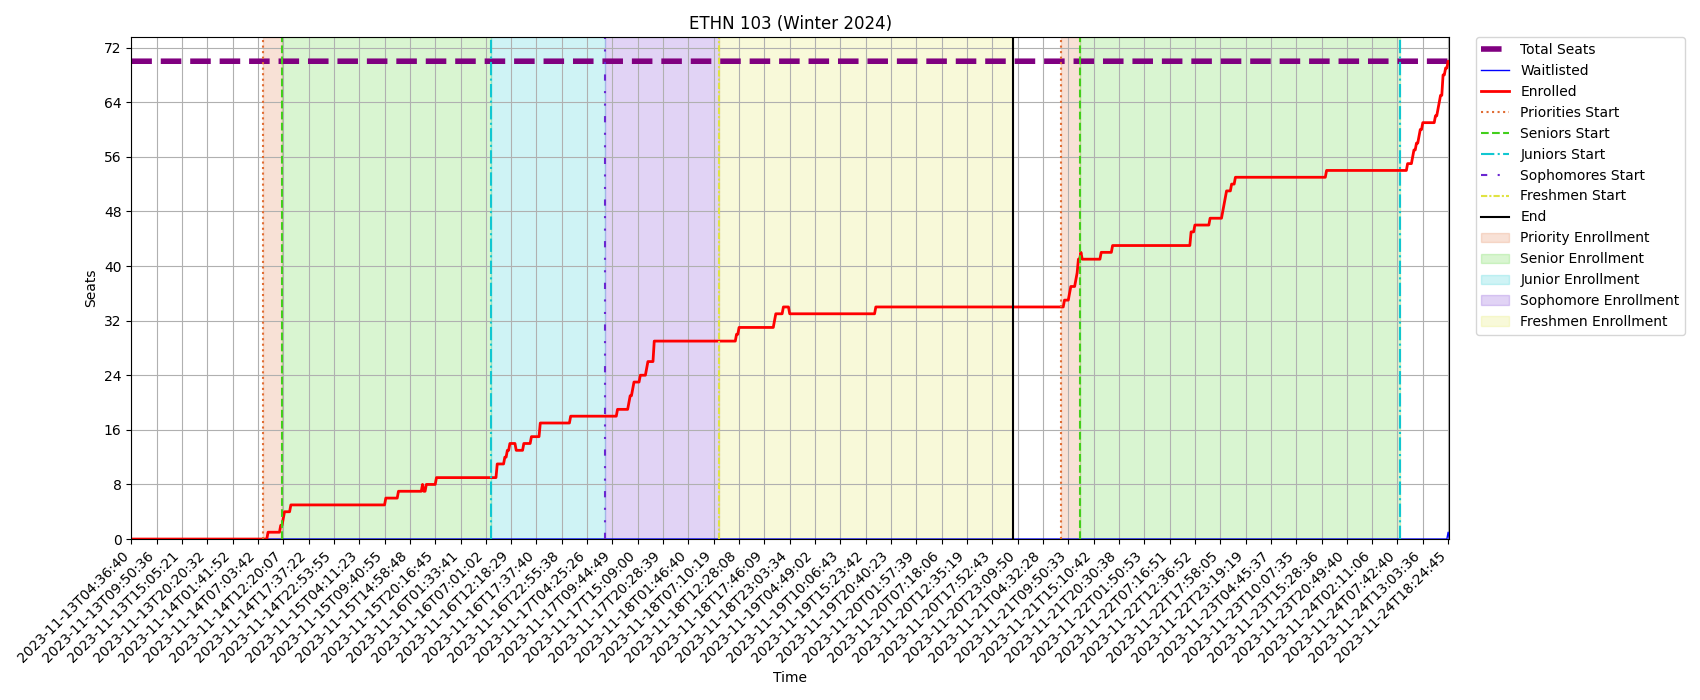 ETHN 103 (Winter 2024)
72
64
56
48
40
32
24
16
8
0
Seats
2023-11-13T04:36:40
2023-11-13T09:50:36
2023-11-13T15:05:21
2023-11-13T20:20:32
2023-11-14T01:41:52
2023-11-14T07:03:42
2023-11-14T12:20:07
2023-11-14T17:37:22
2023-11-14T22:53:55
2023-11-15T04:11:23
2023-11-15T09:40:55
2023-11-15T14:58:48
2023-11-15T20:16:45
2023-11-16T01:33:41
2023-11-16T07:01:02
2023-11-16T12:18:29
2023-11-16T17:37:40
2023-11-16T22:55:38
2023-11-17T04:25:26
2023-11-17T09:44:49
2023-11-17T15:09:00
2023-11-17T20:28:39
2023-11-18T01:46:40
2023-11-18T07:10:19
2023-11-18T12:28:08
2023-11-18T17:46:09
2023-11-18T23:03:34
2023-11-19T04:49:02
2023-11-19T10:06:43
2023-11-19T15:23:42
2023-11-19T20:40:23
2023-11-20T01:57:39
2023-11-20T07:18:06
2023-11-20T12:35:19
2023-11-20T17:52:43
2023-11-20T23:09:50
2023-11-21T04:32:28
2023-11-21T09:50:33
2023-11-21T15:10:42
2023-11-21T20:30:38
2023-11-22T01:50:53
2023-11-22T07:16:51
2023-11-22T12:36:52
2023-11-22T17:58:05
2023-11-22T23:19:19
2023-11-23T04:45:37
2023-11-23T10:07:35
2023-11-23T15:28:36
2023-11-23T20:49:40
2023-11-24T02:11:06
2023-11-24T07:42:40
2023-11-24T13:03:36
2023-11-24T18:24:45
Time
Total Seats
Waitlisted
Enrolled
Priorities Start
Seniors Start
Juniors Start
Sophomores Start
Freshmen Start
End
Priority Enrollment
Senior Enrollment
Junior Enrollment
Sophomore Enrollment
Freshmen Enrollment